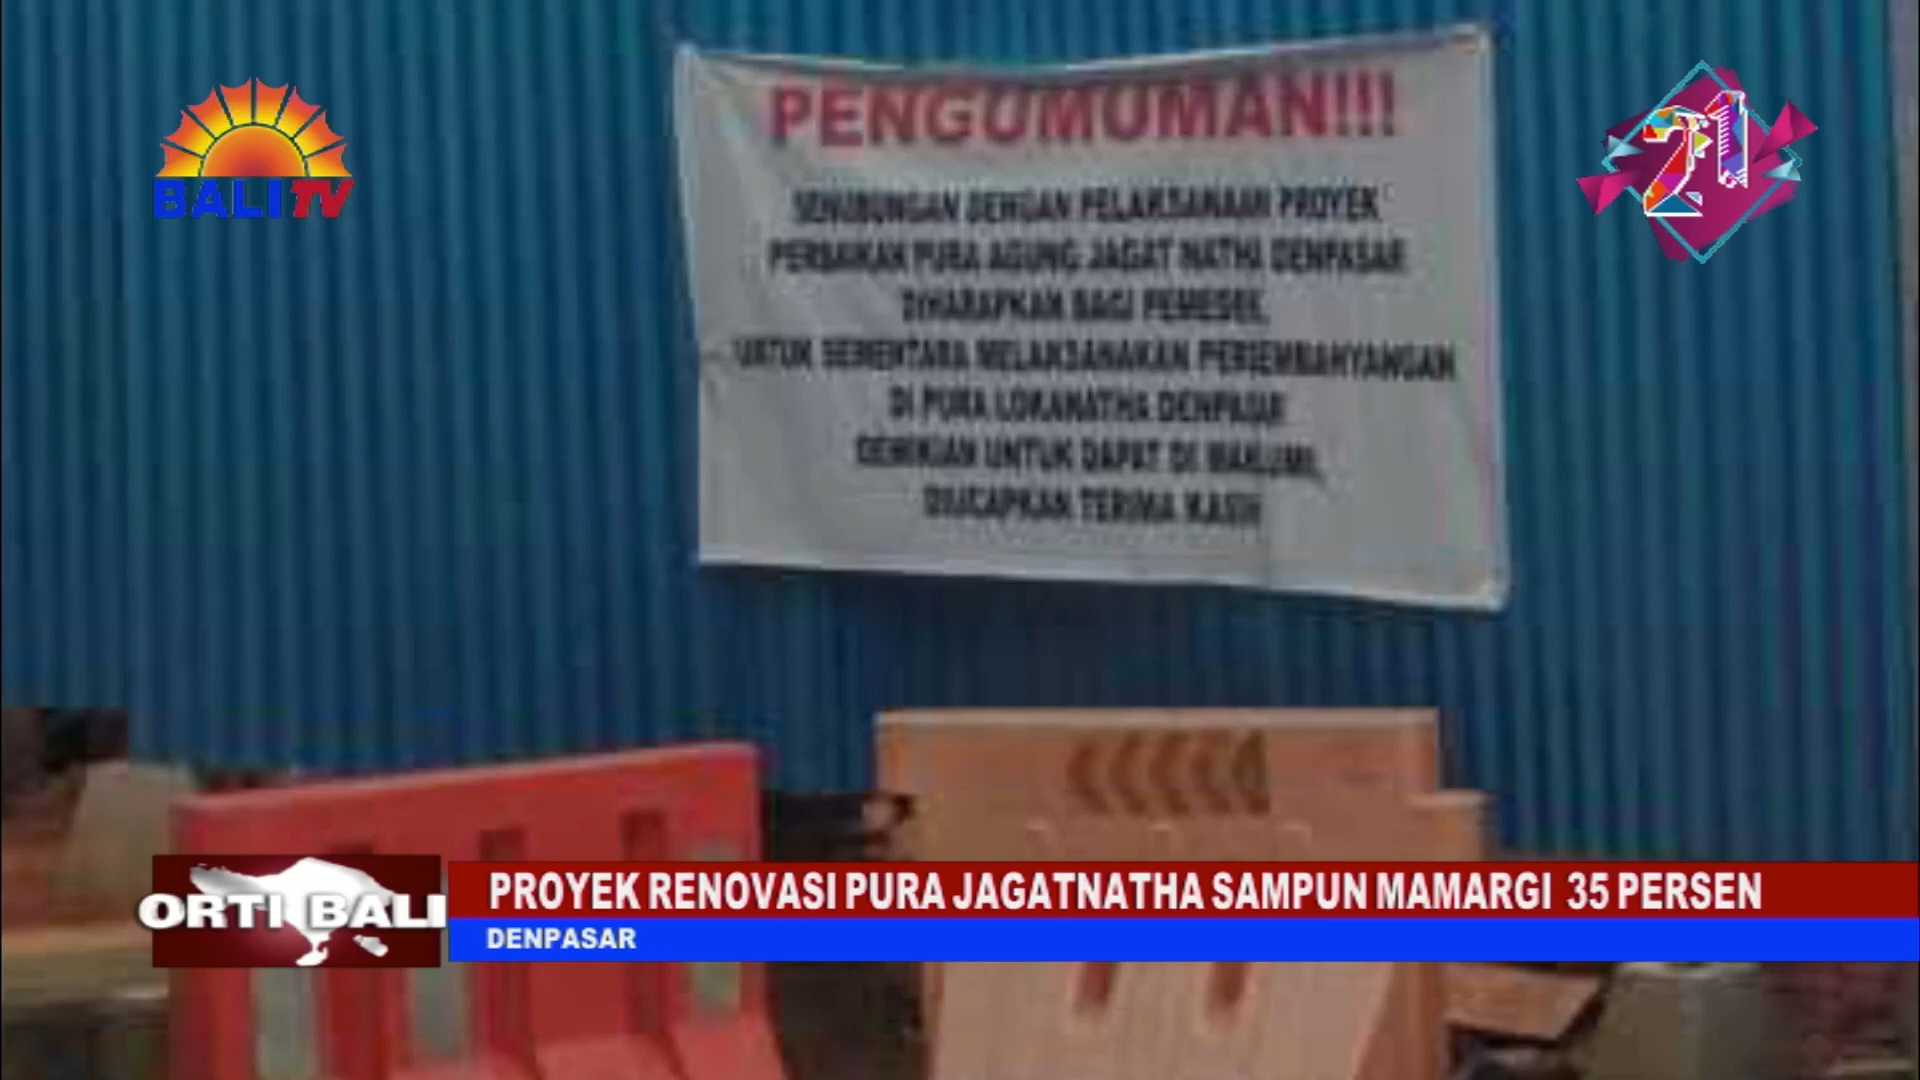 PENGUMUMAN!!!
SEHUBUNGAN DENGAN PELAKSANAAN PROYEK
PERBAIKAN PURA AGUNG JAGAT NATHA DENPASAR
DIHARAPKAN BAGI PEMEDEK,
UNTUK SEMENTARA MELAKSANAKAN PERSEMBAHYANGAN
DI PURA LOKANATHA DENPASAR
DEMIKIAN UNTUK DAPAT DI MAKLUMI,
DIUCAPKAN TERIMA KASIH
BALI TV
21
ORTI BALI
PROYEK RENOVASI PURA JAGATNATHA SAMPUN MAMARGI 35 PERSEN
DENPASAR